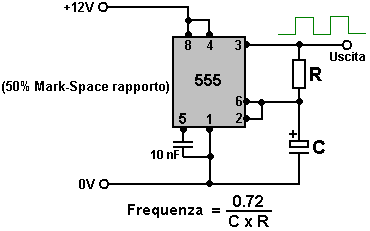 +12V
8 4 3
Uscita
(50% Mark-Space rapporto)
555
R
6
2
5 1
+
C
10 nF
0V
Frequenza = 0.72
C x R